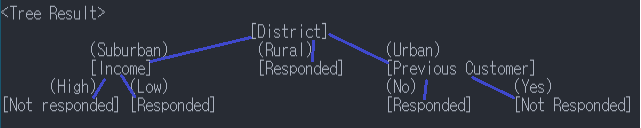 <Tree Result>
[District]
(Suburban) (Rural) (Urban)
[Income] [Responded] [Previous Customer]
(High) (Low) (No) (Yes)
[Not responded] [Responded] [Responded] [Not Responded]